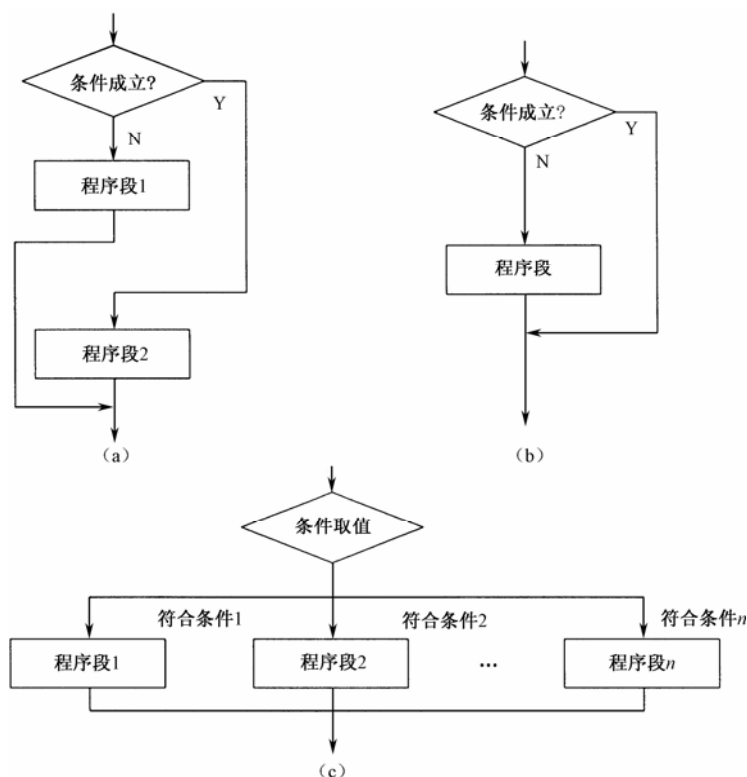 条件成立?
Y
N
程序段1
程序段2
(a)
条件成立?
Y
N
程序段
(b)
条件取值
符合条件1
符合条件2
符合条件n
程序段1
程序段2
...
程序段n
(c)